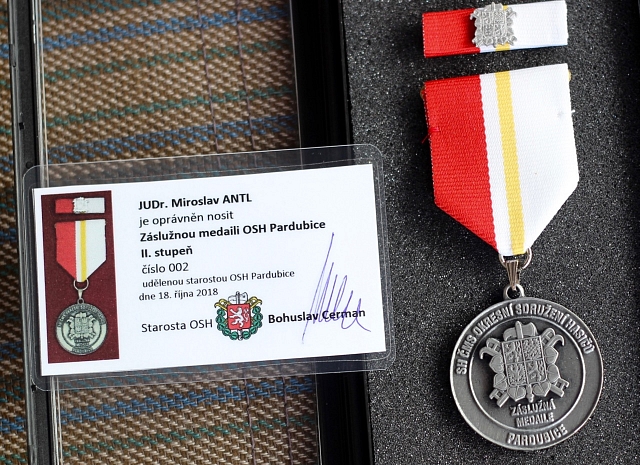 JUDr. Miroslav ANTL
je oprávněn nosit
Záslužnou medaili OSH Pardubice
II. stupeň
číslo 002
udělenou starostou OSH Pardubice
dne 18. října 2018
Starosta OSH Bohuslav Cerman
SH ČMS OKRESNÍ SDRUŽENÍ HASIČŮ
ZÁSLUŽNÁ
MEDAILE
PARDUBICE